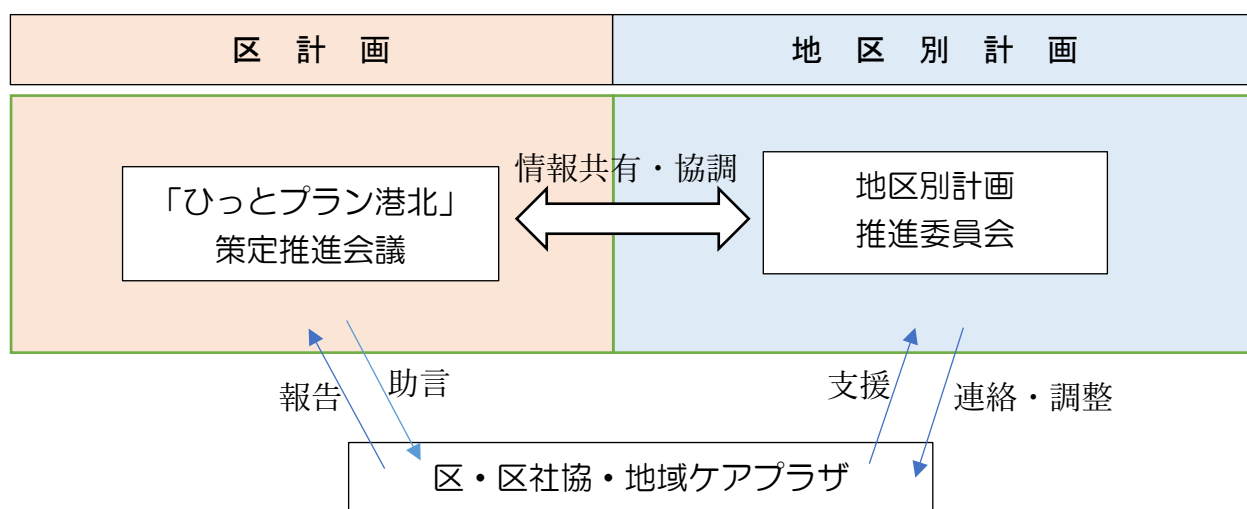 区 計 画
地 区 別 計 画
情報共有・協調
「ひっとプラン港北」
策定推進会議
地区別計画
推進委員会
報告
助言
支援
連絡・調整
区・区社協・地域ケアプラザ